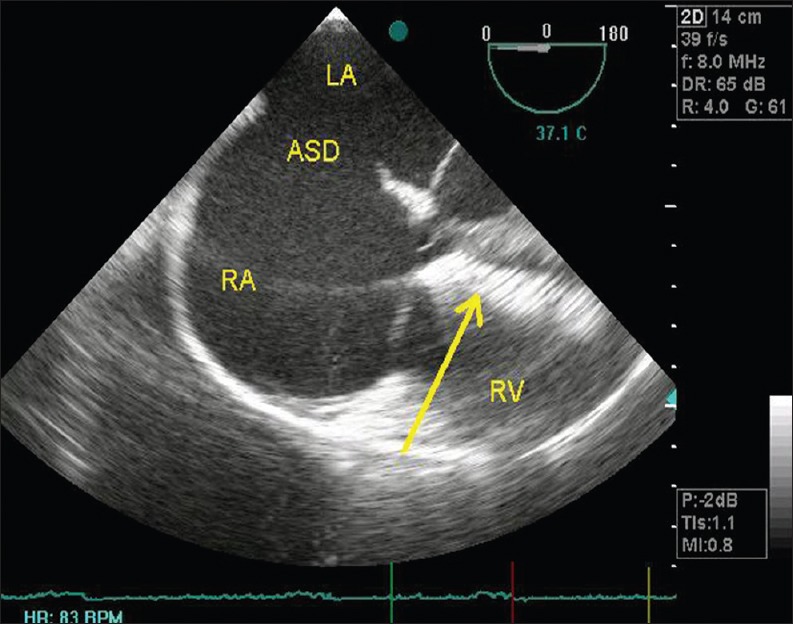 2D 14 cm
39 f/s
f: 8.0 MHz
DR: 65 dB
R: 4.0 G: 61
0 0 180
37.1 C
LA
ASD
RA
RV
P:-2dB
TIs:1.1
MI:0.8
HR: 83 BPM